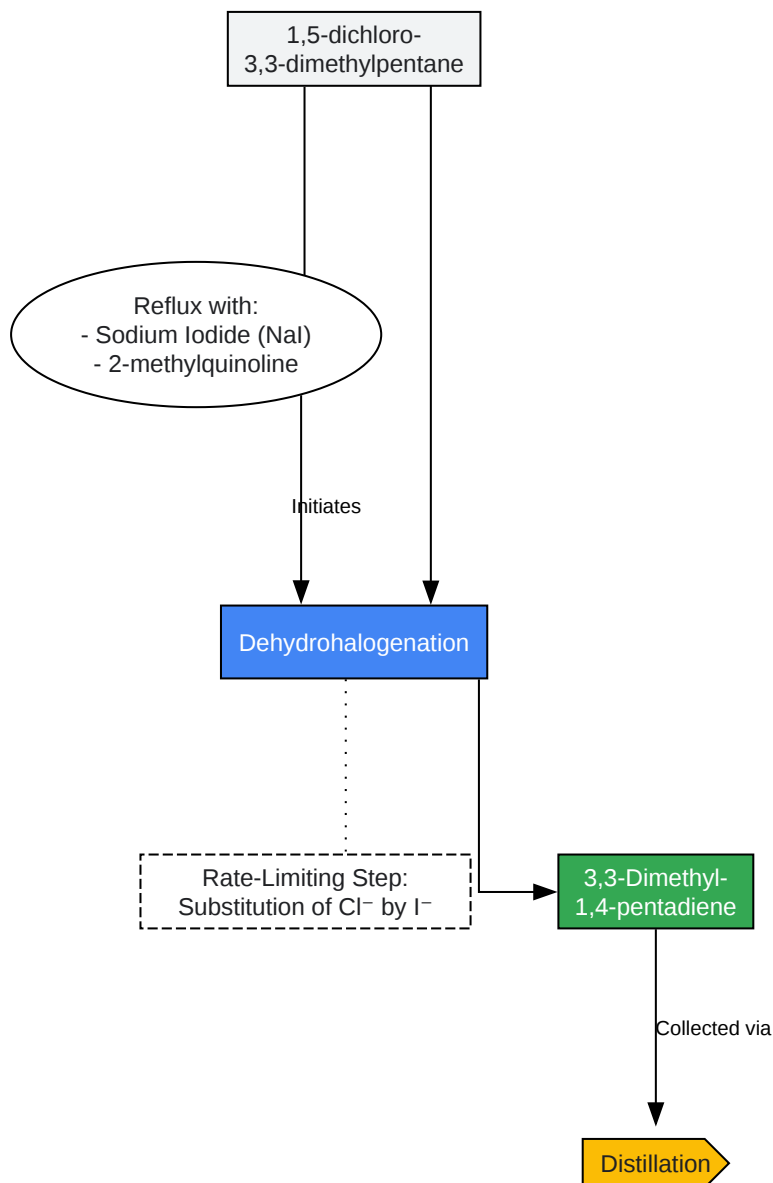 1,5-dichloro-
3,3-dimethylpentane
Reflux with:
- Sodium Iodide (NaI)
- 2-methylquinoline
Initiates
Dehydrohalogenation
Rate-Limiting Step:
Substitution of Cl⁻ by I⁻
3,3-Dimethyl-
1,4-pentadiene
Collected via
Distillation